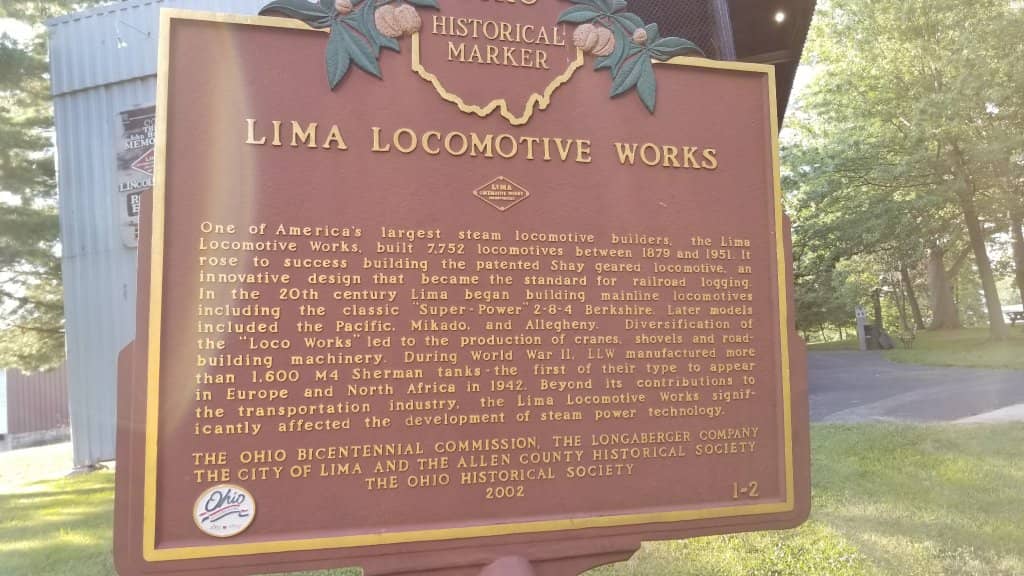 HISTORICAL
MARKER
LIMA LOCOMOTIVE WORKS
LIMA
One of America's largest steam locomotive builders, the Lima
Locomotive Works, built 7,752 locomotives between 1879 and 1951. It
rose to success building the patented Shay geared locomotive, an
innovative design that became the standard for railroad logging.
In the 20th century Lima began building mainline locomotives
including the classic "Super-Power" 2-8-4 Berkshire. Later models
included the Pacific, Mikado, and Allegheny. Diversification of
the "Loco Works" led to the production of cranes, shovels and road-
building machinery. During World War II, LLW manufactured more
than 1,600 M4 Sherman tanks-the first of their type to appear
in Europe and North Africa in 1942. Beyond its contributions to
the transportation industry, the Lima Locomotive Works signif-
icantly affected the development of steam power technology.
THE OHIO BICENTENNIAL COMMISSION, THE LONGABERGER COMPANY
THE CITY OF LIMA AND THE ALLEN COUNTY HISTORICAL SOCIETY
THE OHIO HISTORICAL SOCIETY
2002
1-2
Ohio